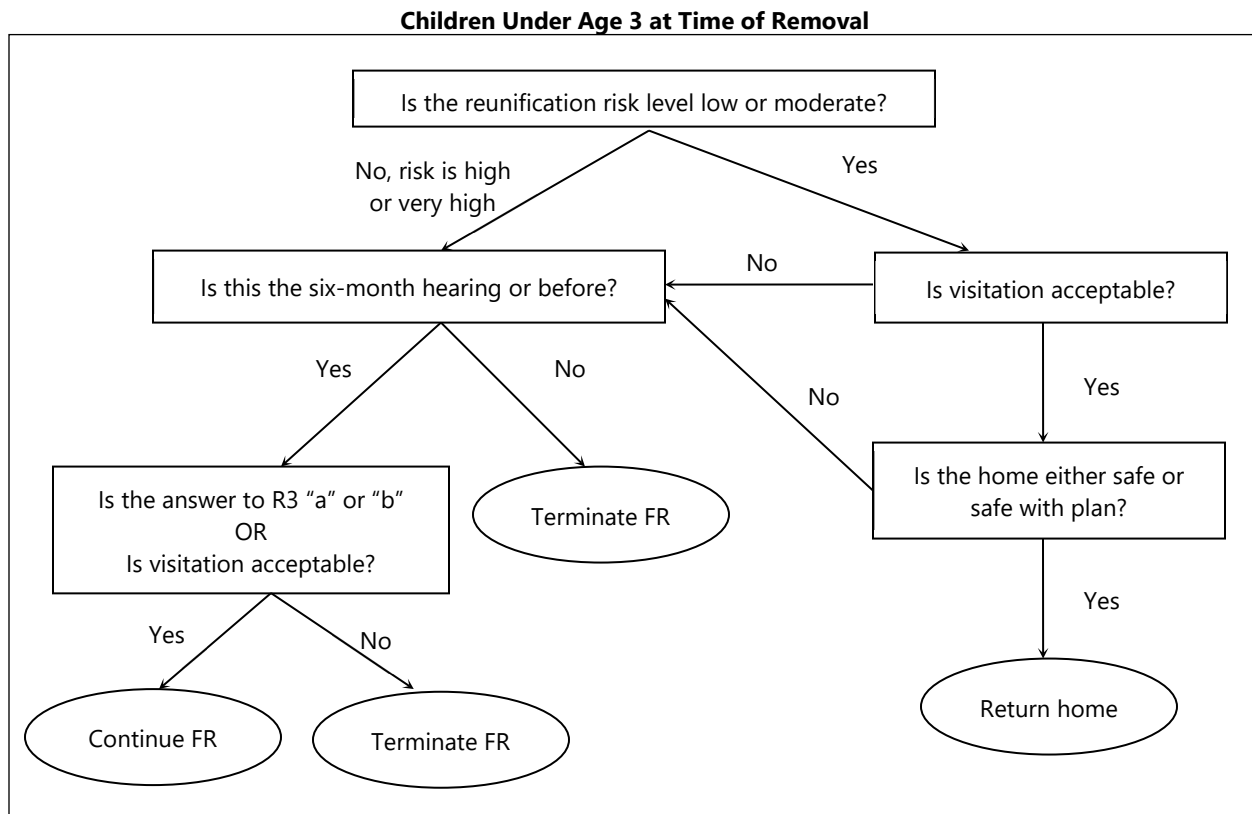 Children Under Age 3 at Time of Removal
Is the reunification risk level low or moderate?
No, risk is high
or very high
Yes
Is this the six-month hearing or before?
No
Is visitation acceptable?
Yes
No
No
Yes
Is the answer to R3 “a” or “b”
OR
Is visitation acceptable?
Terminate FR
Is the home either safe or
safe with plan?
Yes
No
Yes
Continue FR
Terminate FR
Return home